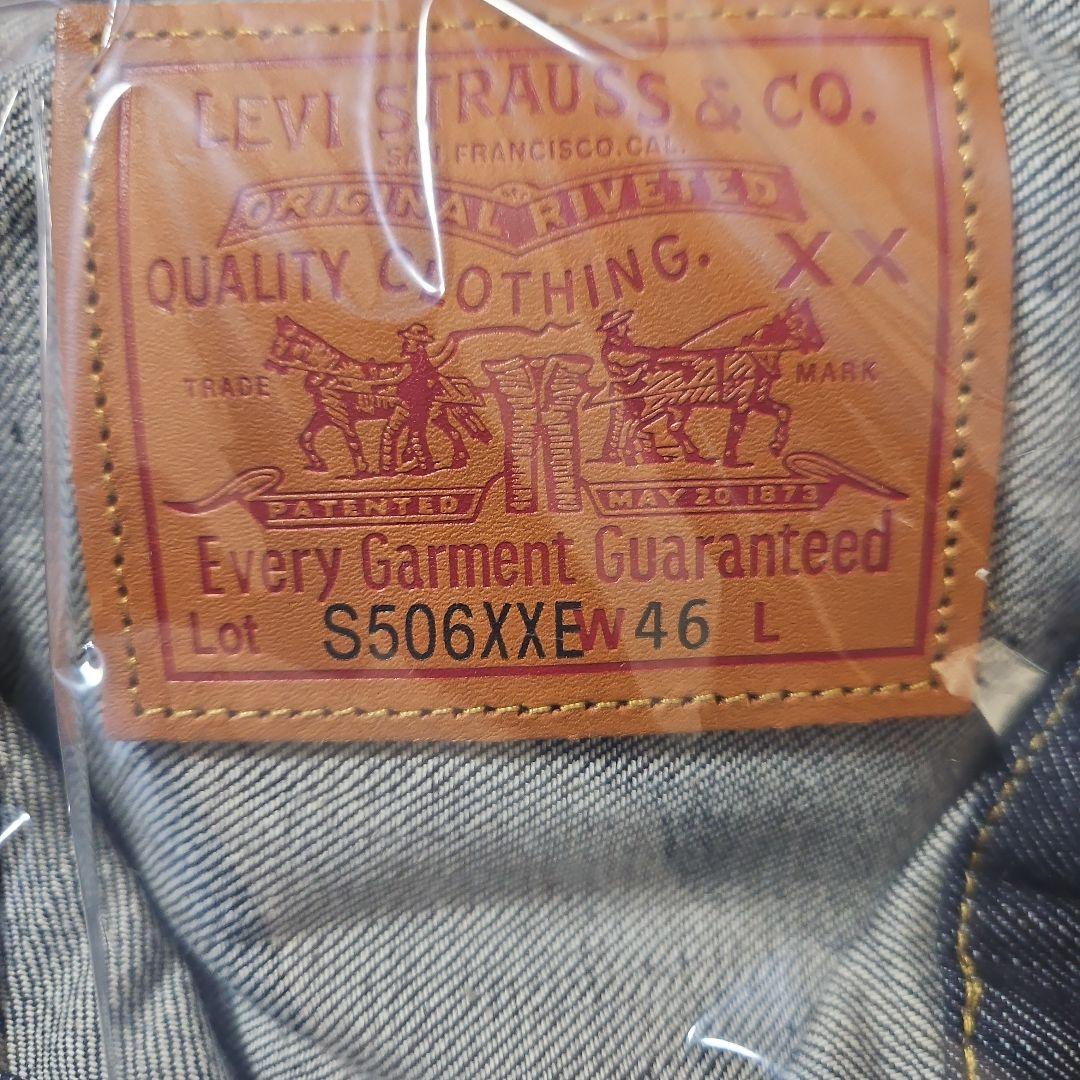 LEVI STRAUSS & CO.
SAN FRANCISCO.CAL.
ORIGINAL RIVETED
QUALITY CLOTHING. XX
TRADE MARK
PATENTED MAY 20 1873
Every Garment Guaranteed
Lot S506XXE W 46 L